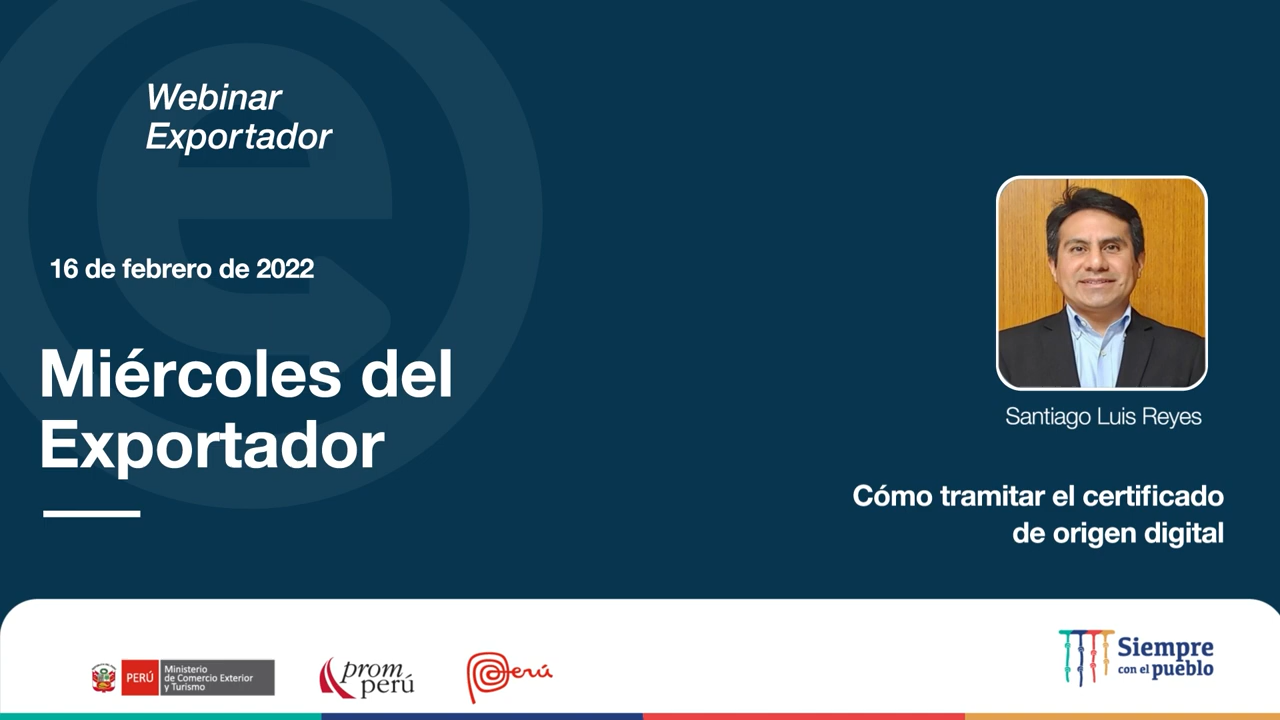 Webinar
Exportador
16 de febrero de 2022
Miércoles del
Exportador
Santiago Luis Reyes
Cómo tramitar el certificado
de origen digital
PERÚ
Ministerio
de Comercio Exterior
y Turismo
prom
perú
Perú
Siempre
con el pueblo